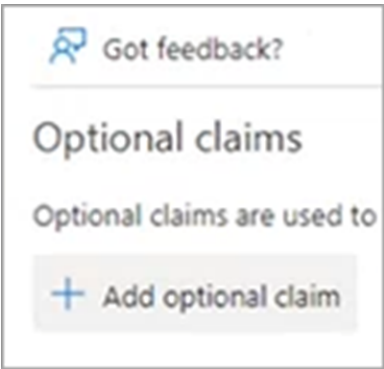 Got feedback?
Optional claims
Optional claims are used to
Add optional claim